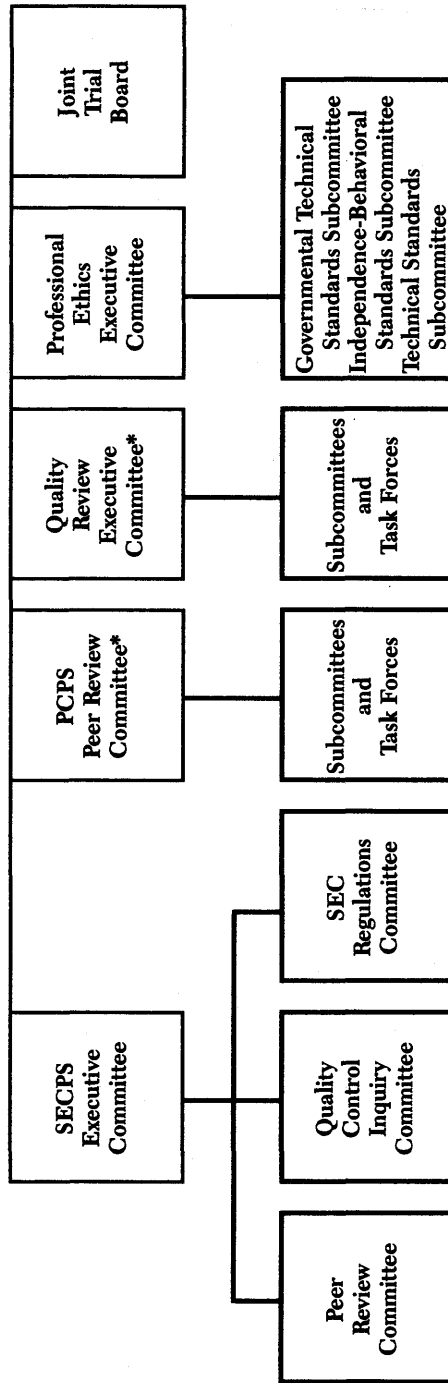 SECPS
Executive
Committee
PCPS
Peer Review
Committee*
Quality
Review
Executive
Committee*
Professional
Ethics
Executive
Committee
Joint
Trial
Board
Peer
Review
Committee
Quality
Control
Inquiry
Committee
SEC
Regulations
Committee
Subcommittees
and
Task Forces
Subcommittees
and
Task Forces
Governmental Technical
Standards Subcommittee
Independence-Behavioral
Standards Subcommittee
Technical Standards
Subcommittee